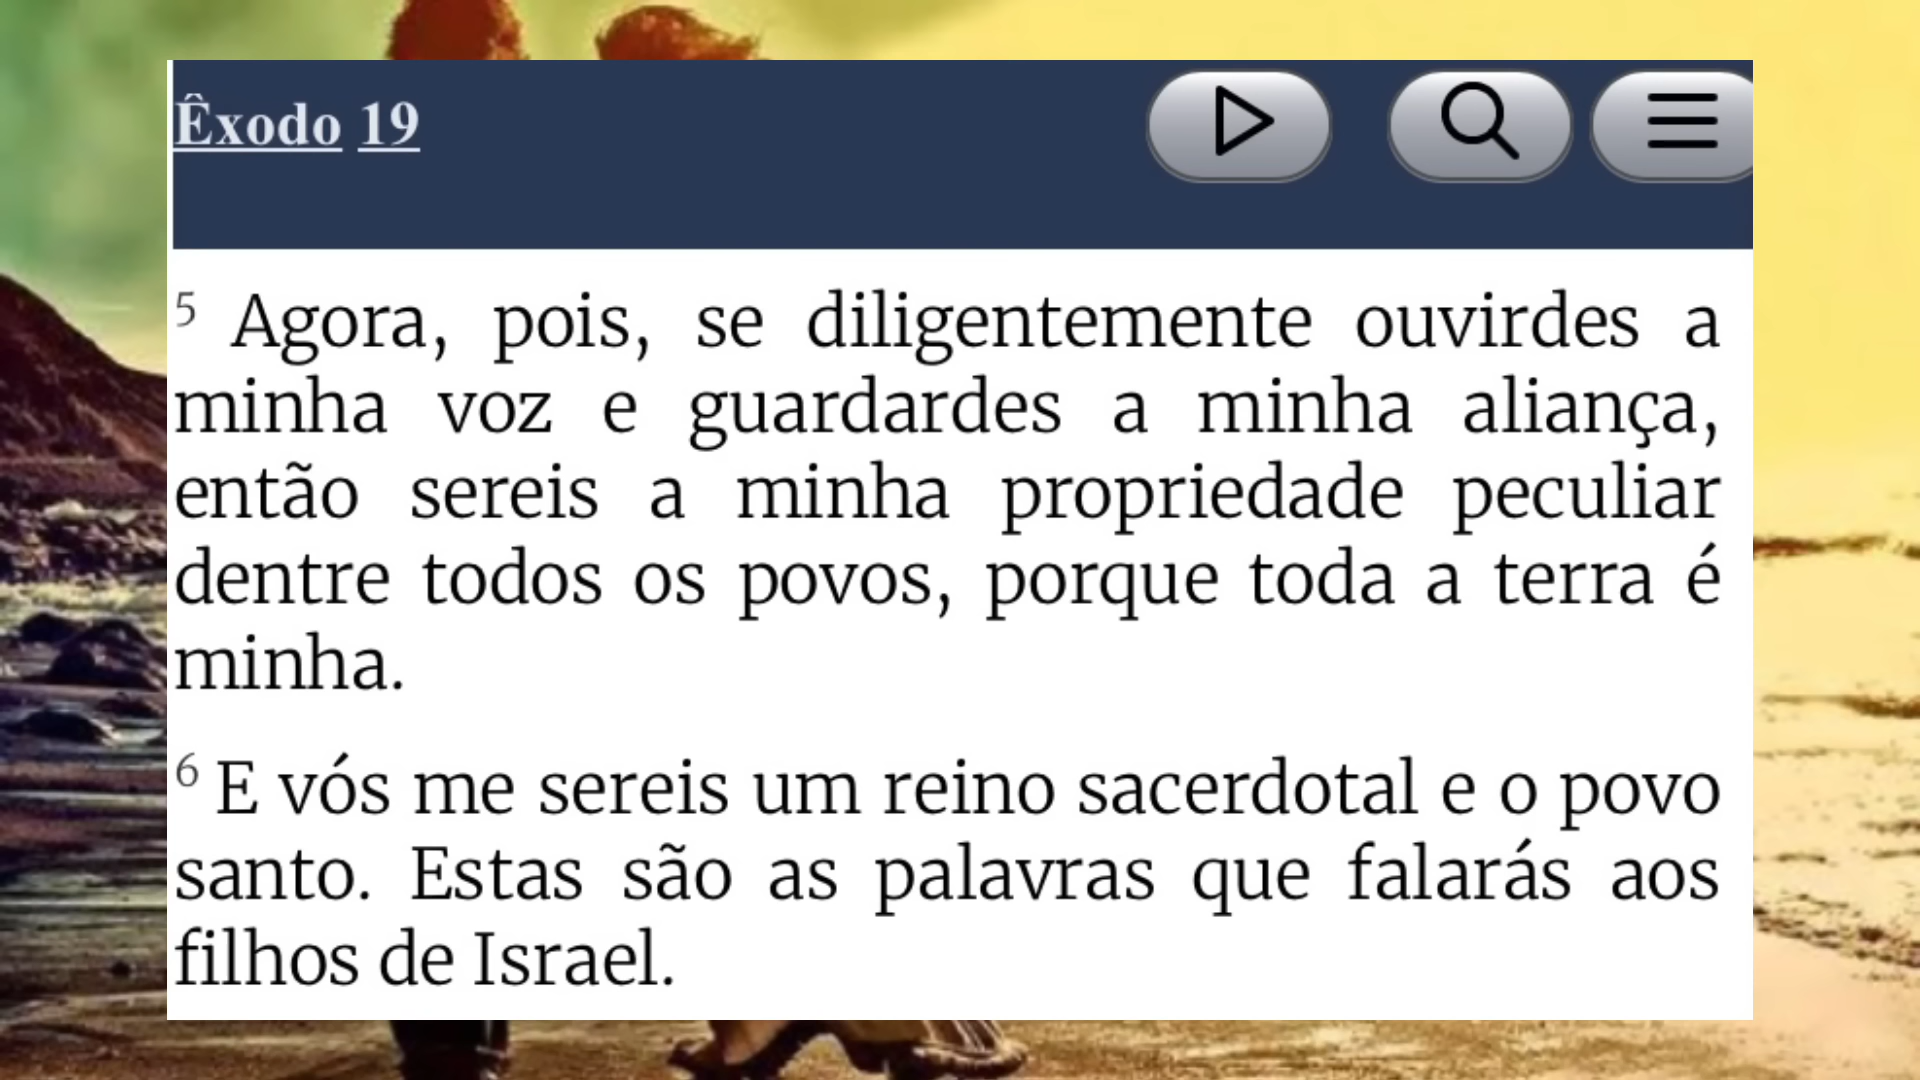 Êxodo 19
5 Agora, pois, se diligentemente ouvirdes a
minha voz e guardardes a minha aliança,
então sereis a minha propriedade peculiar
dentre todos os povos, porque toda a terra é
minha.
6 E vós me sereis um reino sacerdotal e o povo
santo. Estas são as palavras que falarás aos
filhos de Israel.